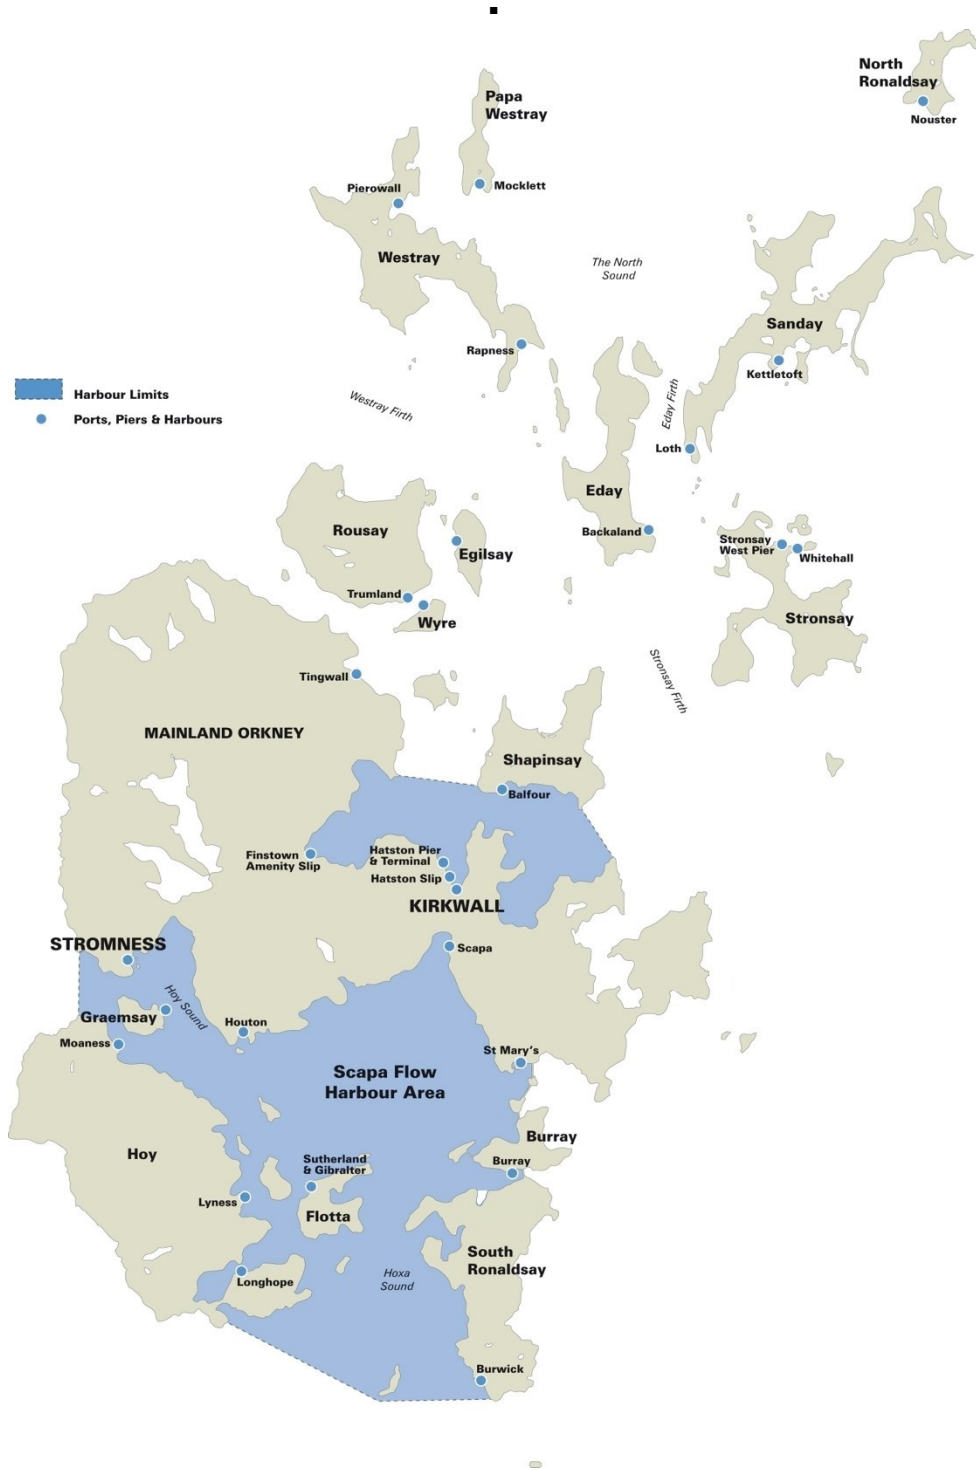 North
Ronaldsay
Nouster
Papa
Westray
Mocklett
Pierowall
Westray
The North
Sound
Sanday
Rapness
Kettletoft
Harbour Limits
Ports, Piers & Harbours
Westray Firth
Eday Firth
Loth
Eday
Backaland
Rousay
Egilsay
Stronsay
West Pier
Whitehall
Trumland
Wyre
Stronsay
Tingwall
Stronsay Firth
MAINLAND ORKNEY
Shapinsay
Balfour
Finstown
Amenity Slip
Hatston Pier
& Terminal
Hatston Slip
KIRKWALL
STROMNESS
Scapa
Hoy Sound
Graemsay
Houton
Moaness
St Mary's
Scapa Flow
Harbour Area
Burray
Hoy
Sutherland
& Gibralter
Burray
Lyness
Flotta
South
Ronaldsay
Longhope
Hoxa
Sound
Burwick